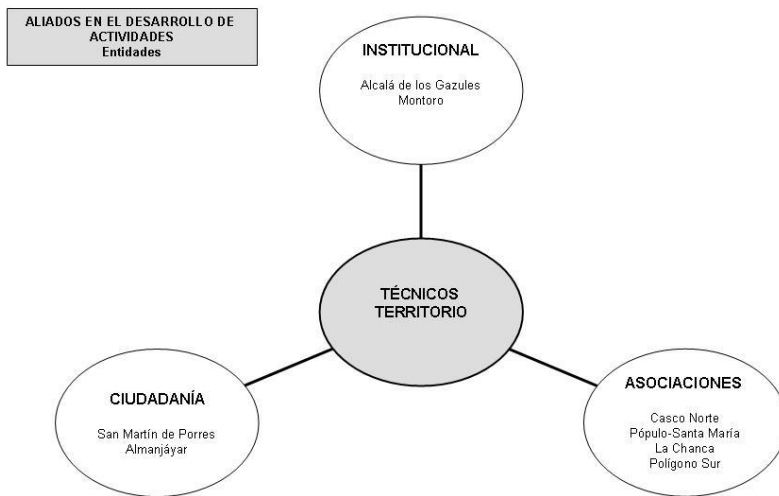 ALIADOS EN EL DESARROLLO DE
ACTIVIDADES
Entidades
INSTITUCIONAL
Alcalá de los Gazules
Montoro
TÉCNICOS
TERRITORIO
CIUDADANÍA
San Martín de Porres
Almanjáyar
ASOCIACIONES
Casco Norte
Pópulo-Santa María
La Chanca
Polígono Sur